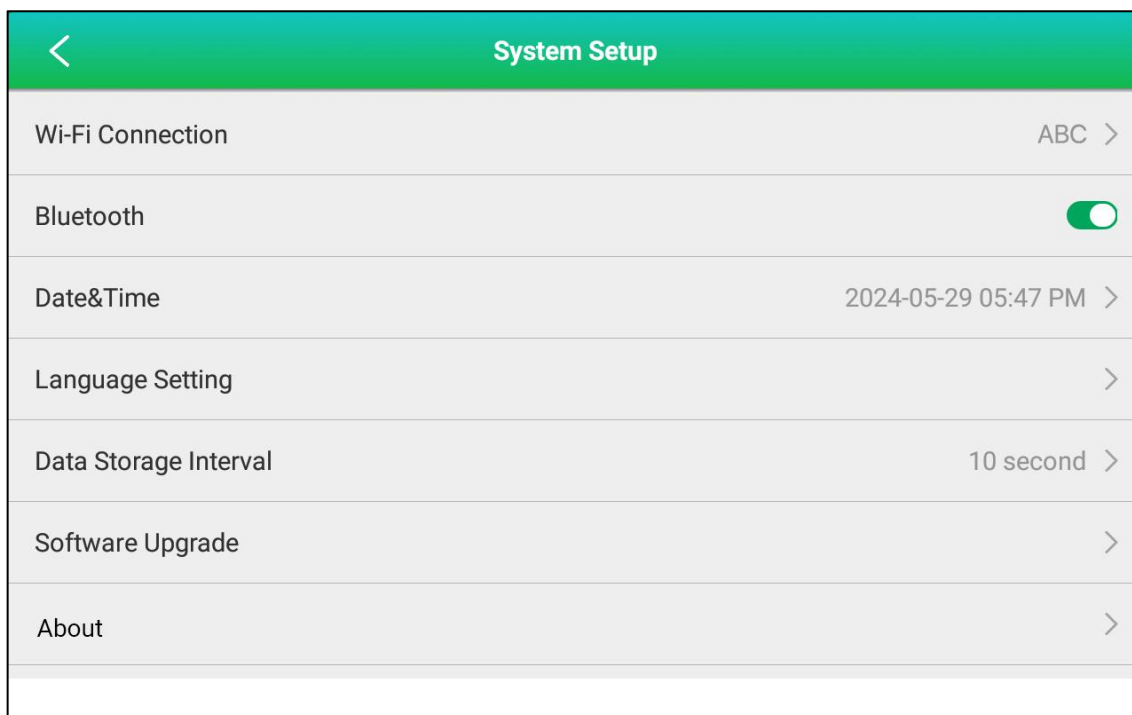 System Setup
Wi-Fi Connection ABC
Bluetooth
Date&Time 2024-05-29 05:47 PM
Language Setting
Data Storage Interval 10 second
Software Upgrade
About